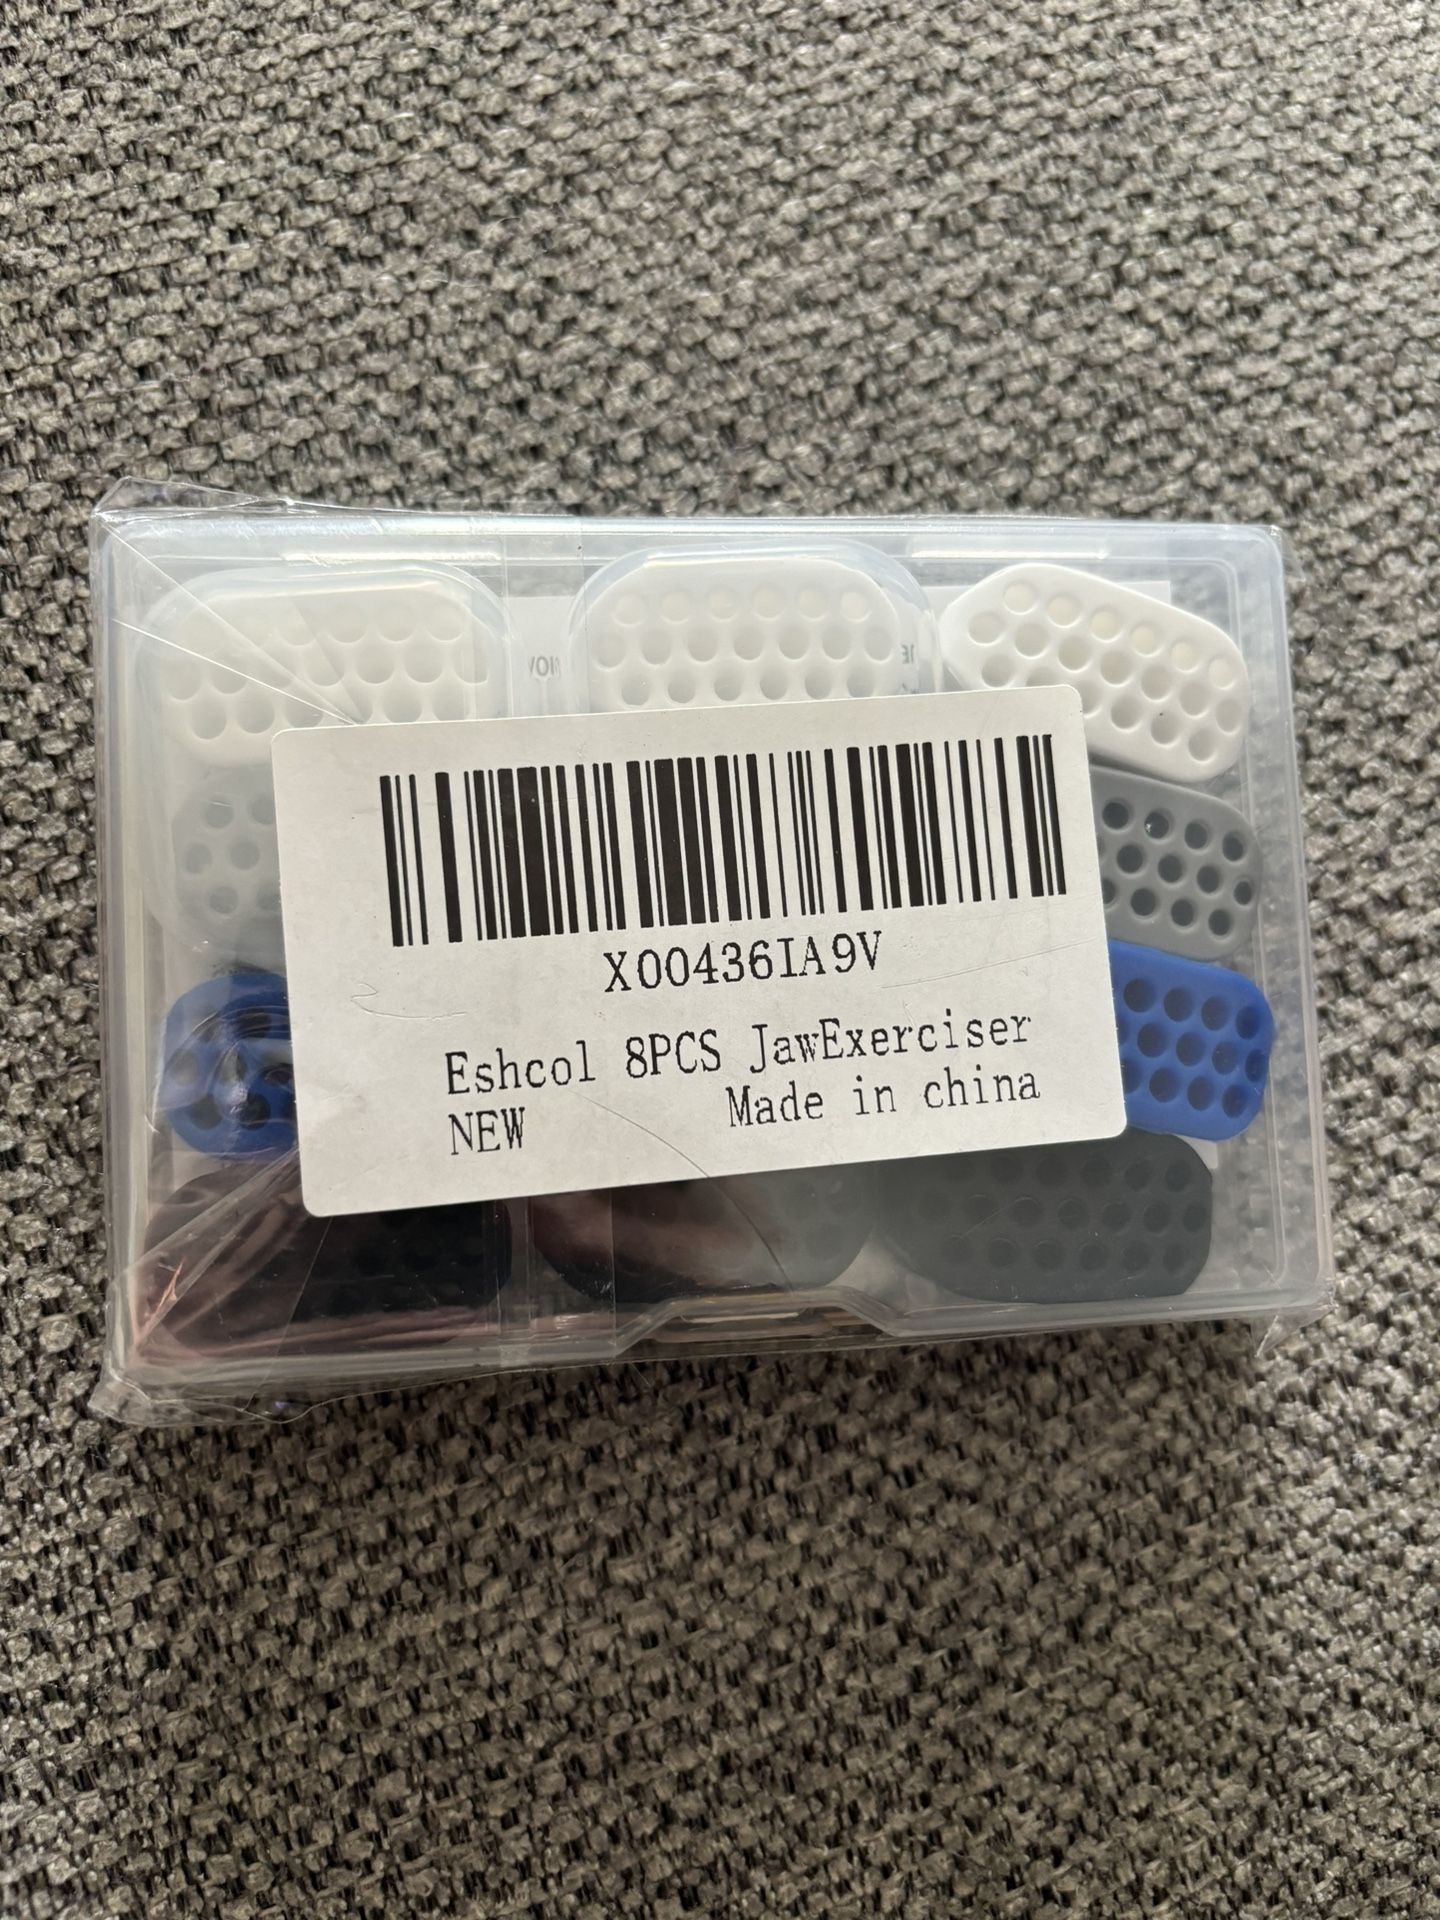 X00436IA9V
Eshcol 8PCS JawExerciser
NEW Made in china